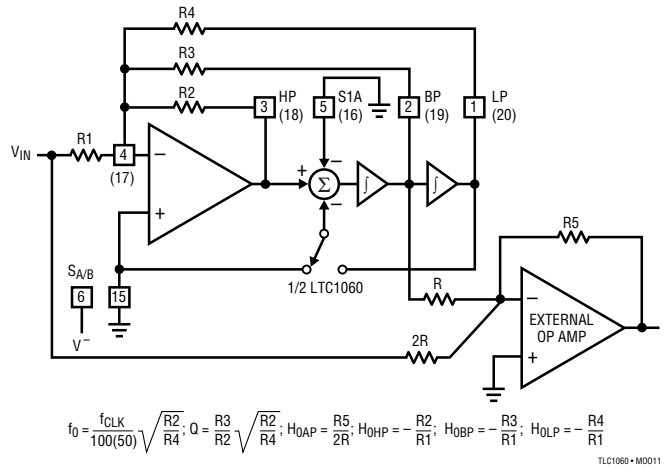 R4
R3
R2
HP
S1A
BP
LP
3
5
2
1
(18)
(16)
(19)
(20)
VIN
R1
4
−
(17)
+
+
−
Σ
∫
∫
−
SA/B
6
15
V−
1/2 LTC1060
R5
R
−
EXTERNAL
OP AMP
2R
+
f0 = fCLK/100(50) √(R2/R4); Q = R3/R2 √(R2/R4); H0AP = R5/2R; H0HP = − R2/R1; H0BP = − R3/R1; H0LP = − R4/R1
TLC1060 • M0011